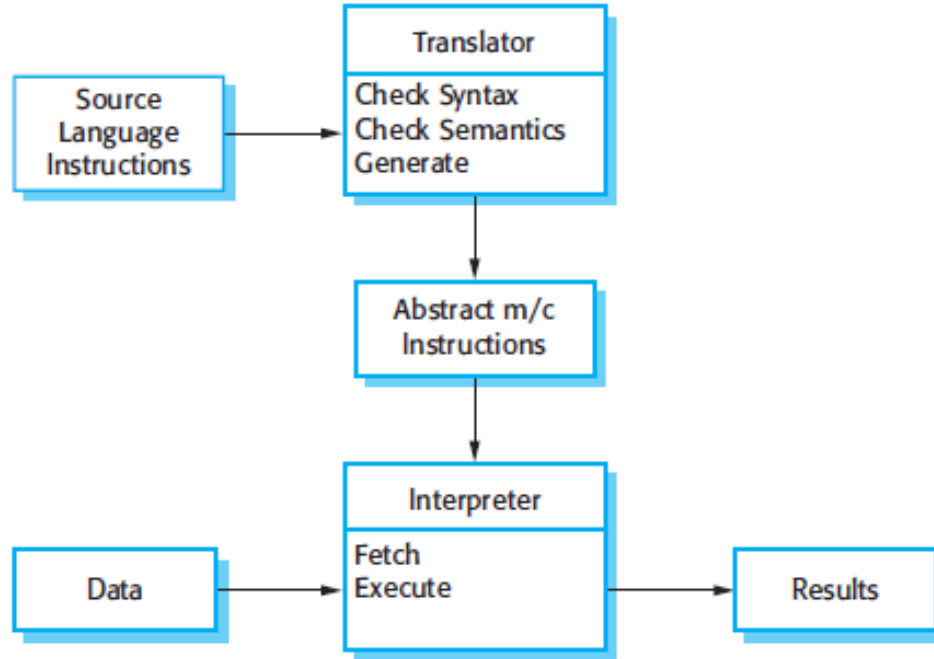 Translator
Check Syntax
Check Semantics
Generate
Source
Language
Instructions
Abstract m/c
Instructions
Interpreter
Fetch
Execute
Data
Results